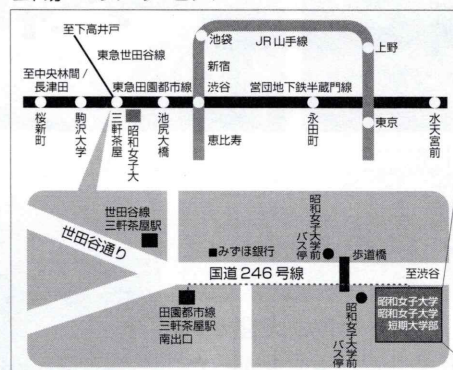 至下高井戸
東急世田谷線
至中央林間/
長津田
東急田園都市線
池袋
JR山手線
上野
新宿
渋谷
営団地下鉄半蔵門線
桜新町
駒沢大学
三軒茶屋
昭和女子大
池尻大橋
恵比寿
永田町
東京
水天宮前
世田谷線
三軒茶屋駅
世田谷通り
■みずほ銀行
昭和女子大学前
バス停
歩道橋
国道246号線
至渋谷
田園都市線
三軒茶屋駅
南出口
昭和女子大学前
バス停
昭和女子大学
昭和女子大学
短期大学部